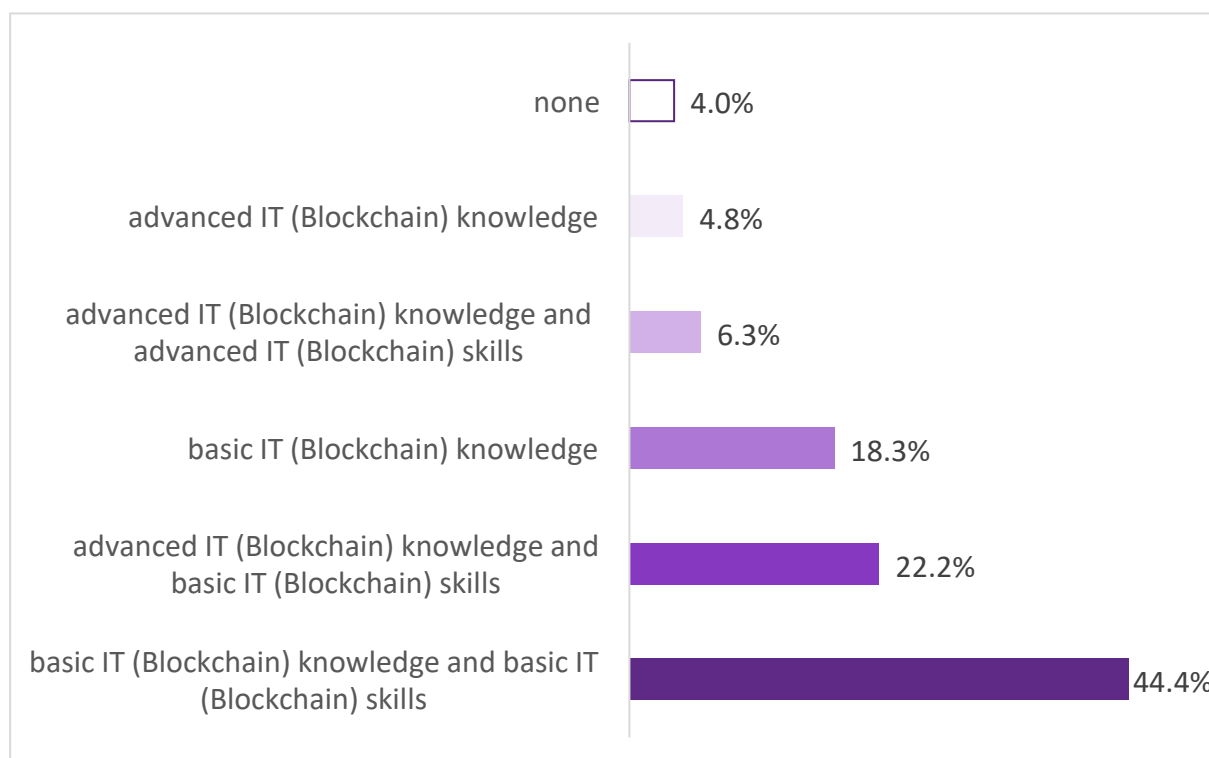 none
4.0%
advanced IT (Blockchain) knowledge
4.8%
advanced IT (Blockchain) knowledge and
advanced IT (Blockchain) skills
6.3%
basic IT (Blockchain) knowledge
18.3%
advanced IT (Blockchain) knowledge and
basic IT (Blockchain) skills
22.2%
basic IT (Blockchain) knowledge and basic IT
(Blockchain) skills
44.4%